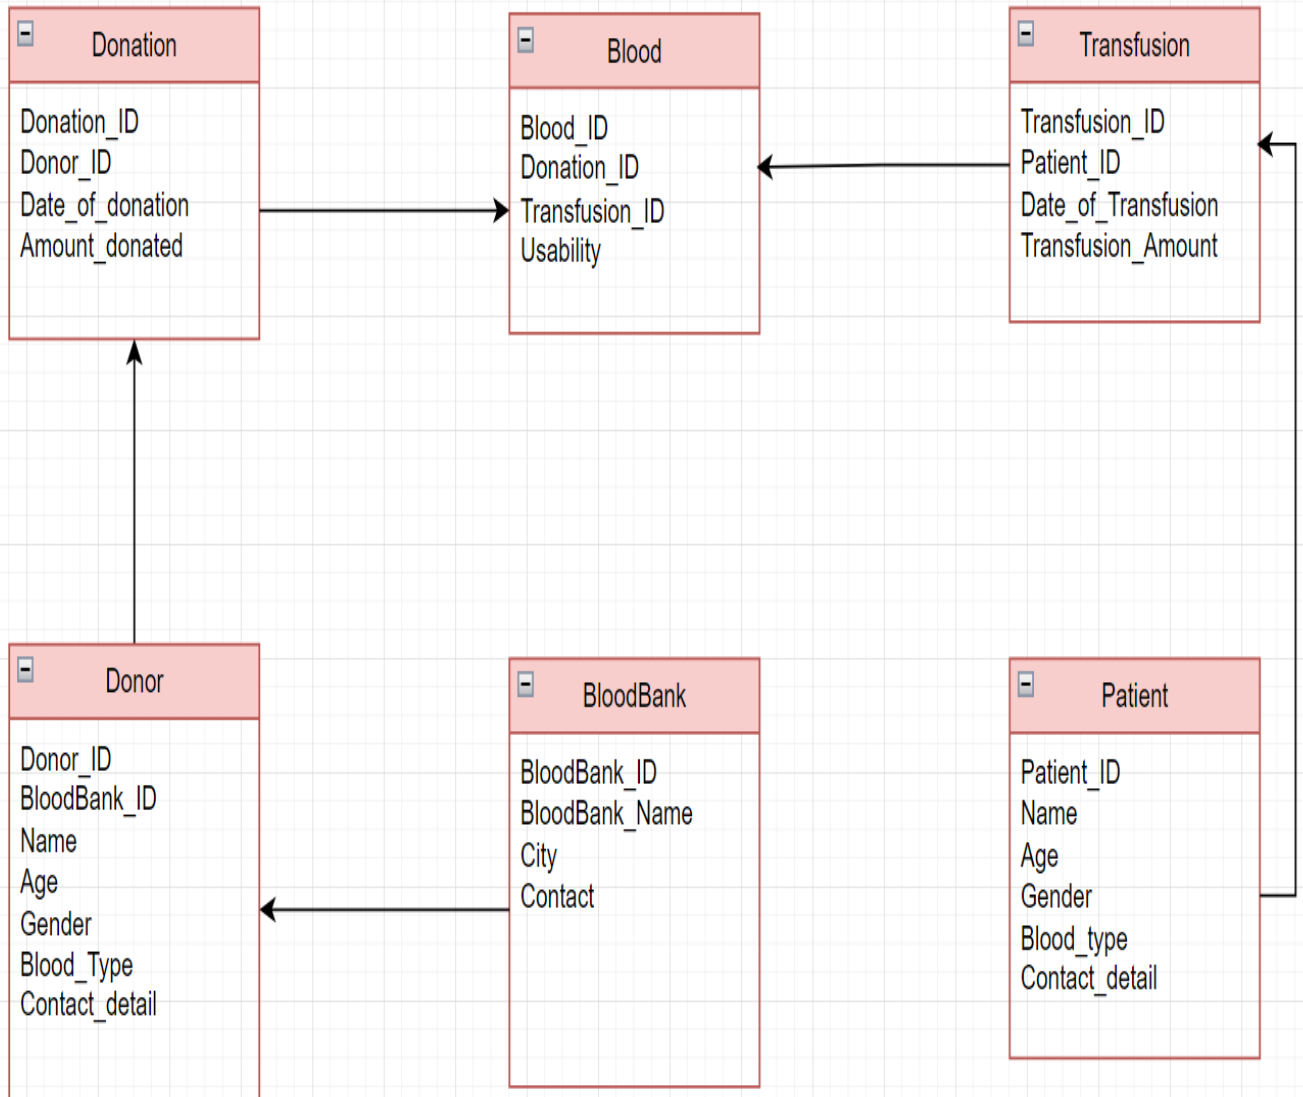 Donation
Donation_ID
Donor_ID
Date_of_donation
Amount_donated
Blood
Blood_ID
Donation_ID
Transfusion_ID
Usability
Transfusion
Transfusion_ID
Patient_ID
Date_of_Transfusion
Transfusion_Amount
Donor
Donor_ID
BloodBank_ID
Name
Age
Gender
Blood_Type
Contact_detail
BloodBank
BloodBank_ID
BloodBank_Name
City
Contact
Patient
Patient_ID
Name
Age
Gender
Blood_type
Contact_detail